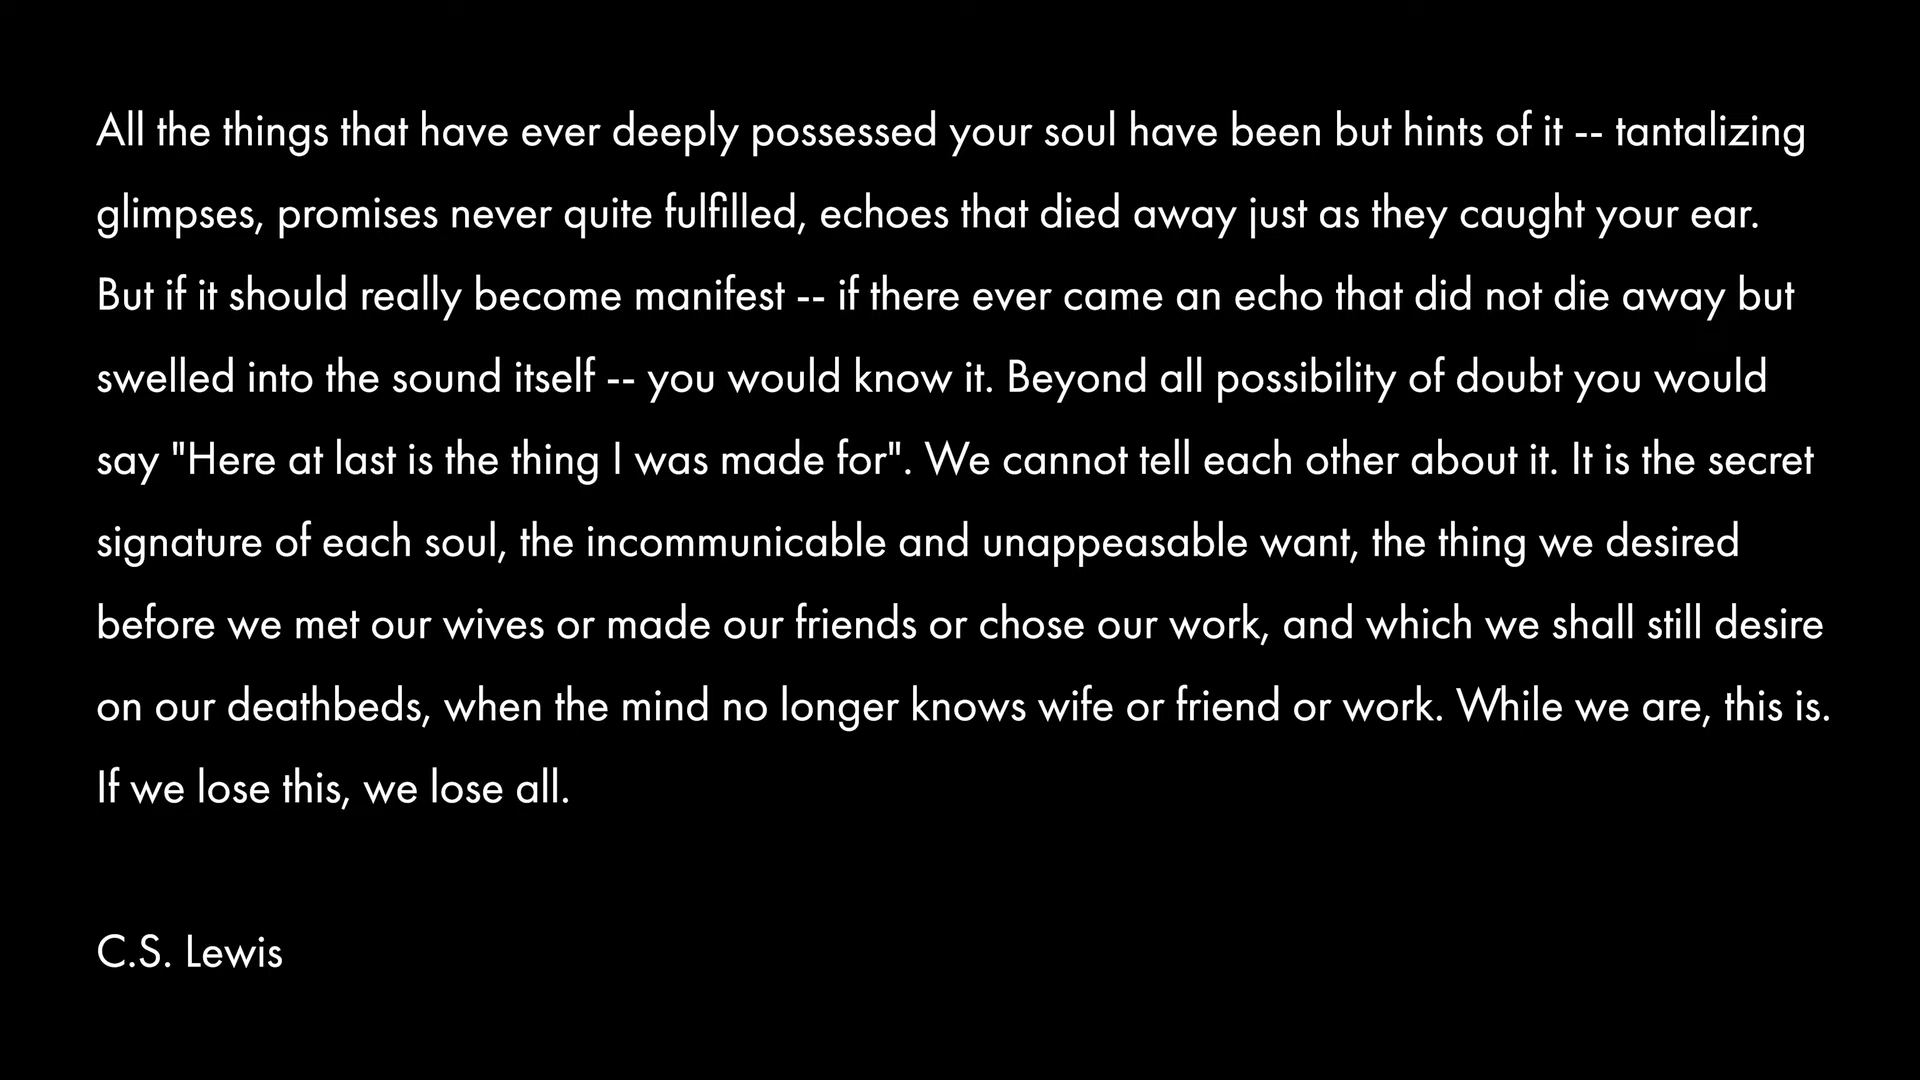 All the things that have ever deeply possessed your soul have been but hints of it -- tantalizing
glimpses, promises never quite fulfilled, echoes that died away just as they caught your ear.
But if it should really become manifest -- if there ever came an echo that did not die away but
swelled into the sound itself -- you would know it. Beyond all possibility of doubt you would
say "Here at last is the thing I was made for". We cannot tell each other about it. It is the secret
signature of each soul, the incommunicable and unappeasable want, the thing we desired
before we met our wives or made our friends or chose our work, and which we shall still desire
on our deathbeds, when the mind no longer knows wife or friend or work. While we are, this is.
If we lose this, we lose all.
C.S. Lewis